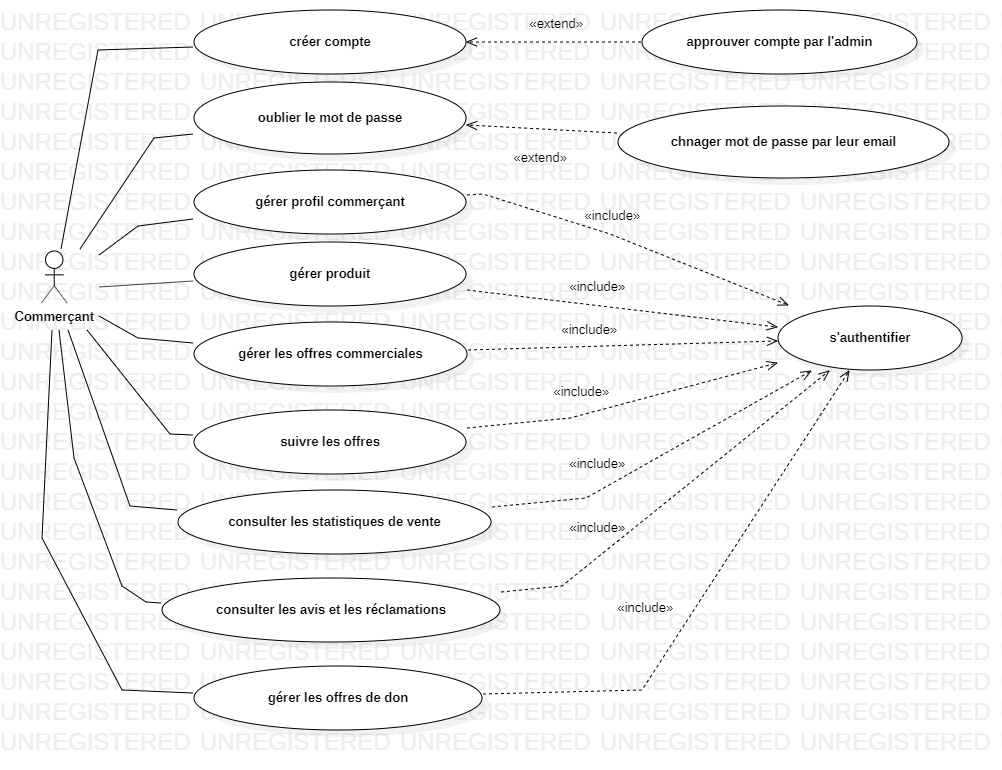 «extend»
créer compte
approuver compte par l'admin
oublier le mot de passe
chnager mot de passe par leur email
«extend»
gérer profil commerçant
«include»
gérer produit
«include»
Commerçant
«include»
s'authentifier
gérer les offres commerciales
«include»
suivre les offres
«include»
consulter les statistiques de vente
«include»
consulter les avis et les réclamations
«include»
gérer les offres de don
UNREGISTERED